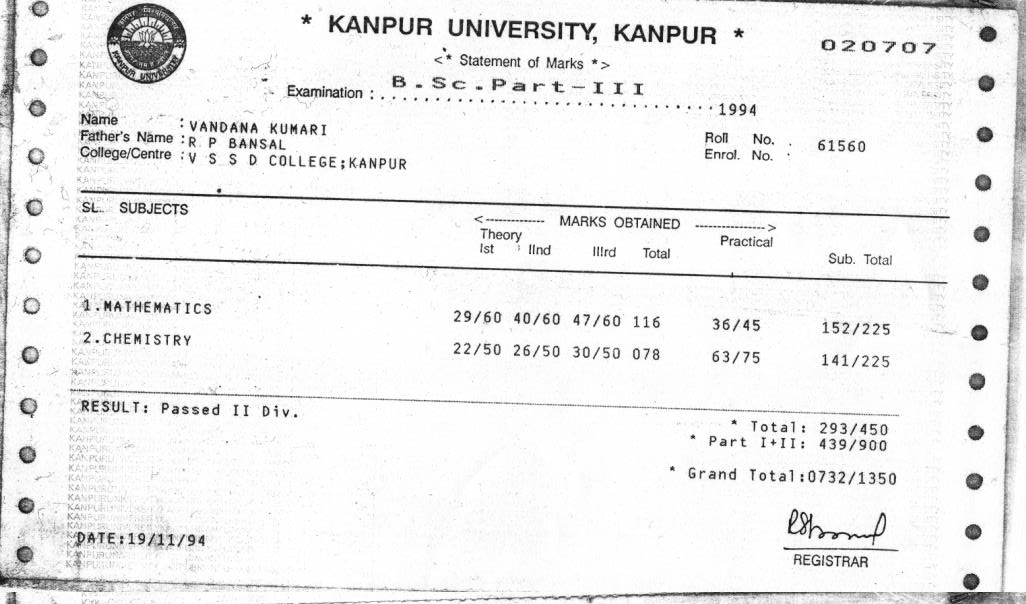 * KANPUR UNIVERSITY, KANPUR *
020707
<* Statement of Marks *>
Examination : B.Sc.Part-III 1994
Name : VANDANA KUMARI
Father's Name : R P BANSAL
College/Centre : V S S D COLLEGE;KANPUR
Roll No. : 61560
Enrol. No. :
SL. SUBJECTS <------------- MARKS OBTAINED ---------------->
Theory Practical
Ist IInd IIIrd Total Sub. Total
1.MATHEMATICS 29/60 40/60 47/60 116 36/45 152/225
2.CHEMISTRY 22/50 26/50 30/50 078 63/75 141/225
RESULT: Passed II Div.
* Total: 293/450
* Part I+II: 439/900
* Grand Total:0732/1350
DATE:19/11/94
REGISTRAR
KANPUR UNIVERSITY